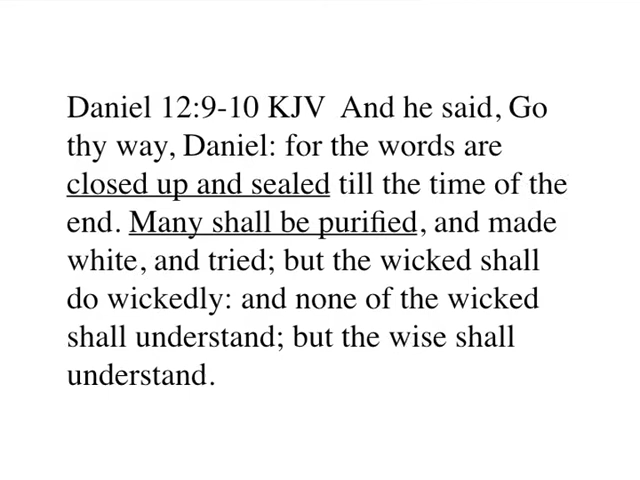 Daniel 12:9-10 KJV  And he said, Go
thy way, Daniel: for the words are
closed up and sealed till the time of the
end. Many shall be purified, and made
white, and tried; but the wicked shall
do wickedly: and none of the wicked
shall understand; but the wise shall
understand.